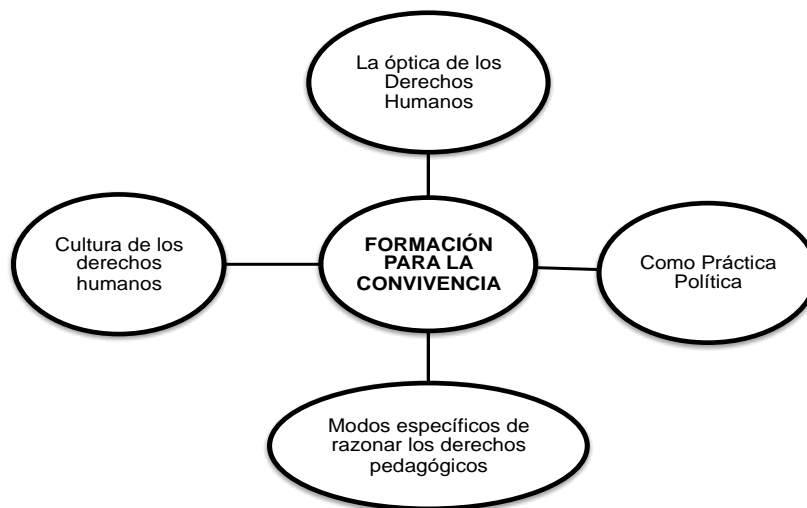 La óptica de los
Derechos
Humanos
Cultura de los
derechos
humanos
FORMACIÓN
PARA LA
CONVIVENCIA
Como Práctica
Política
Modos específicos de
razonar los derechos
pedagógicos